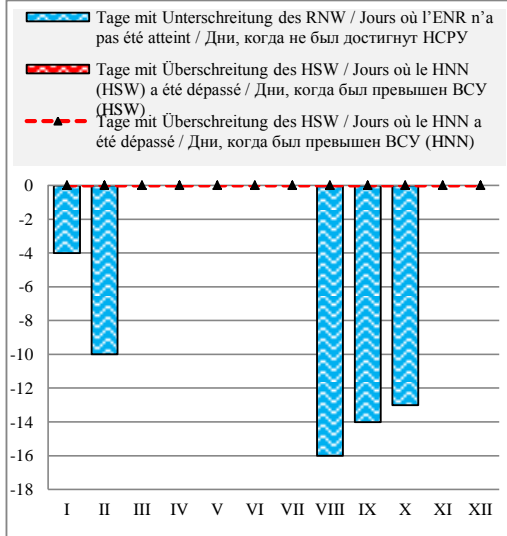 Tage mit Unterschreitung des RNW / Jours où l'ENR n'a
pas été atteint / Дни, когда не был достигнут НСРУ
Tage mit Überschreitung des HSW / Jours où le HNN
(HSW) a été dépassé / Дни, когда был превышен ВСУ
(HSW)
Tage mit Überschreitung des HSW / Jours où le HNN a
été dépassé / Дни, когда был превышен ВСУ (HNN)
0
-2
-4
-6
-8
-10
-12
-14
-16
-18
I II III IV V VI VII VIII IX X XI XII